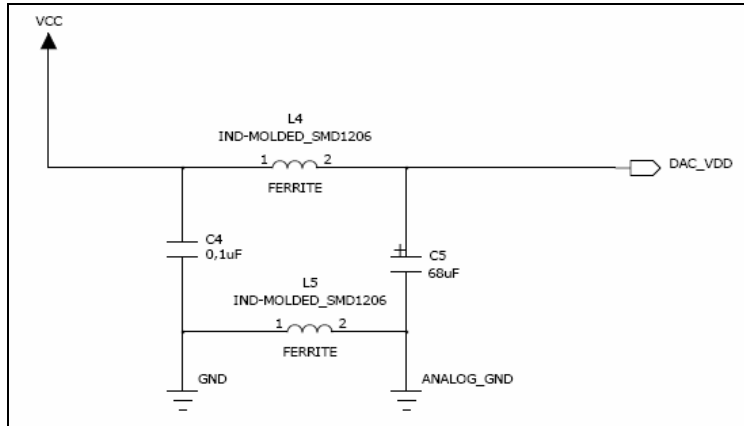 VCC
L4
IND-MOLDED_SMD1206
1 2
FERRITE
DAC_VDD
C4
0,1uF
C5
68uF
L5
IND-MOLDED_SMD1206
1 2
FERRITE
GND
ANALOG_GND